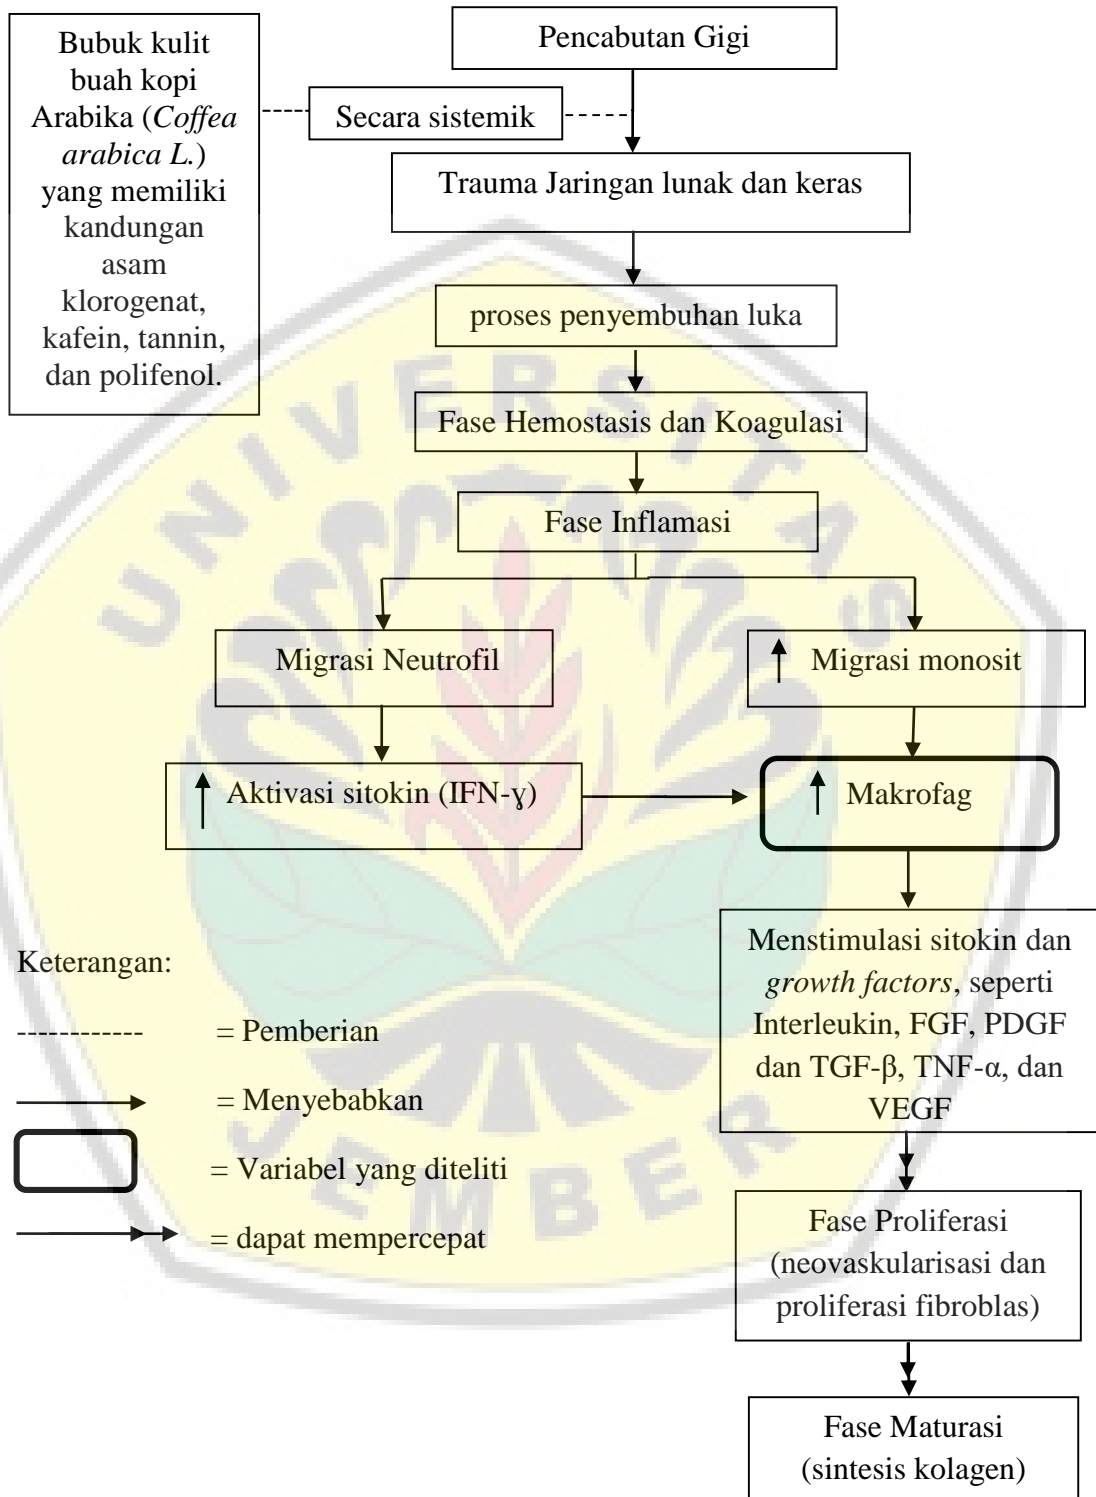 Bubuk kulit
buah kopi
Arabika (Coffea
arabica L.)
yang memiliki
kandungan
asam
klorogenat,
kafein, tannin,
dan polifenol.
Pencabutan Gigi
Secara sistemik
Trauma Jaringan lunak dan keras
proses penyembuhan luka
Fase Hemostasis dan Koagulasi
Fase Inflamasi
Migrasi Neutrofil
Migrasi monosit
Aktivasi sitokin (IFN-ɣ)
Makrofag
Menstimulasi sitokin dan
growth factors, seperti
Interleukin, FGF, PDGF
dan TGF-β, TNF-α, dan
VEGF
Fase Proliferasi
(neovaskularisasi dan
proliferasi fibroblas)
Fase Maturasi
(sintesis kolagen)
Keterangan:
= Pemberian
= Menyebabkan
= Variabel yang diteliti
= dapat mempercepat
UNIVERSITAS
JEMBER